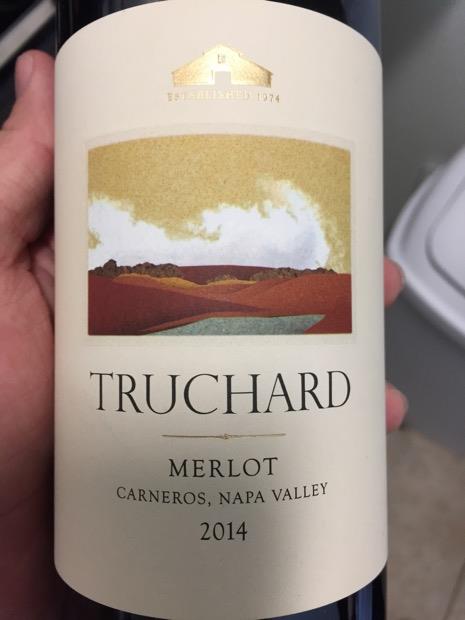 ESTABLISHED 1974
TRUCHARD
MERLOT
CARNEROS, NAPA VALLEY
2014